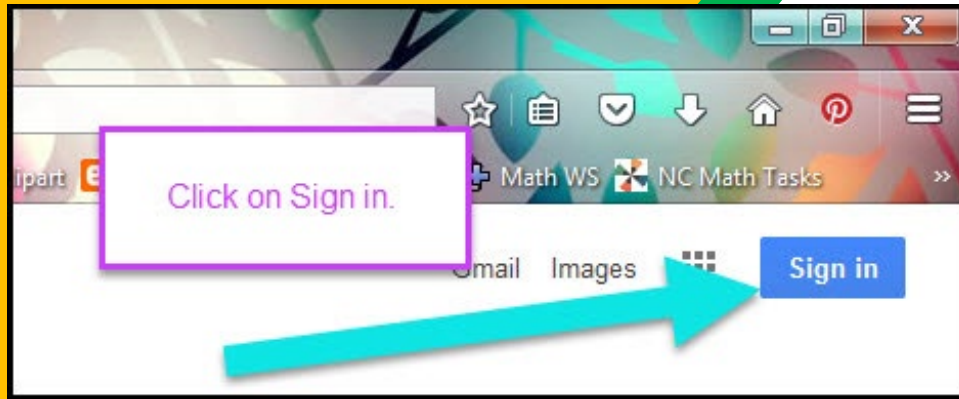 ipart Math WS NC Math Tasks »
Click on Sign in.
Gmail Images Sign in